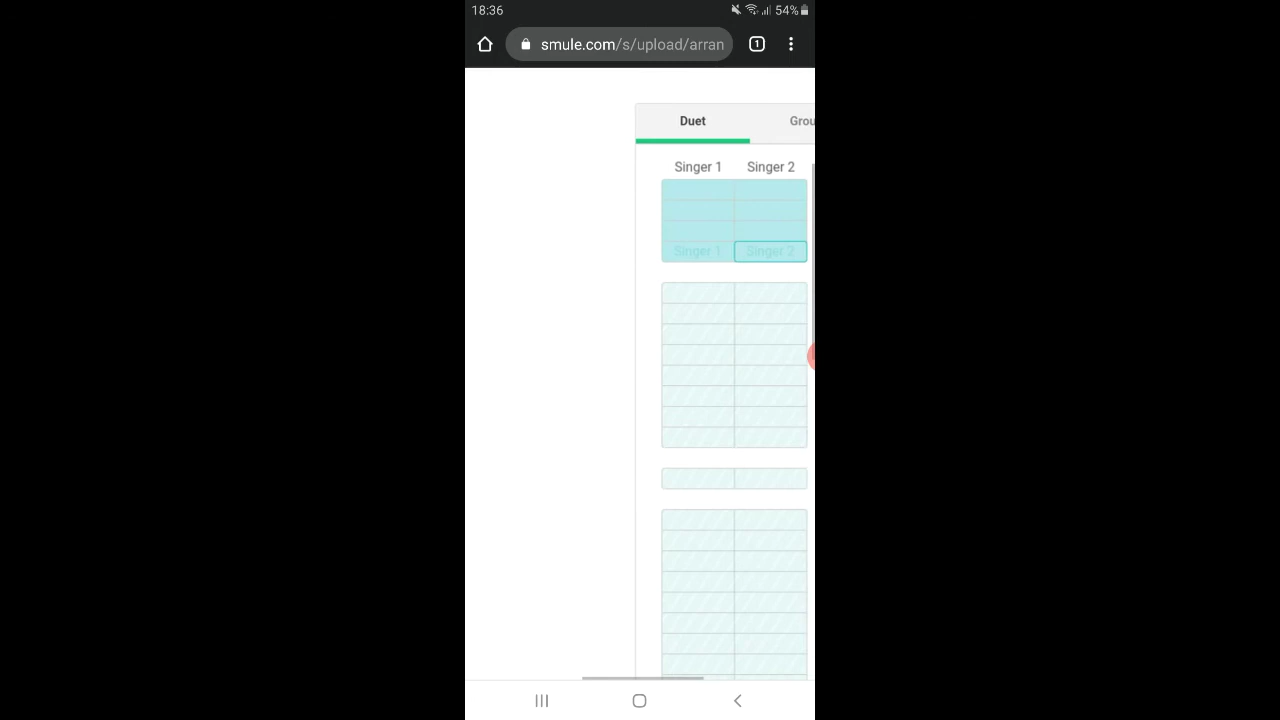 18:36 54%
smule.com/s/upload/arran 1
Duet Grou
Singer 1 Singer 2
Singer 1 Singer 2